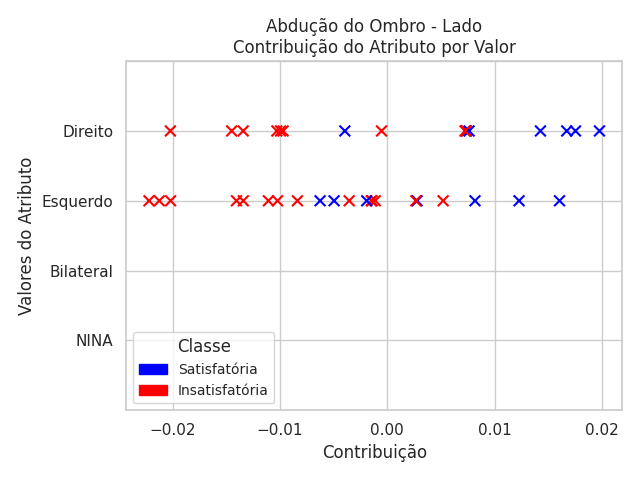 Abdução do Ombro - Lado
Contribuição do Atributo por Valor
Valores do Atributo
Direito
Esquerdo
Bilateral
NINA
Classe
Satisfatória
Insatisfatória
−0.02
−0.01
0.00
0.01
0.02
Contribuição